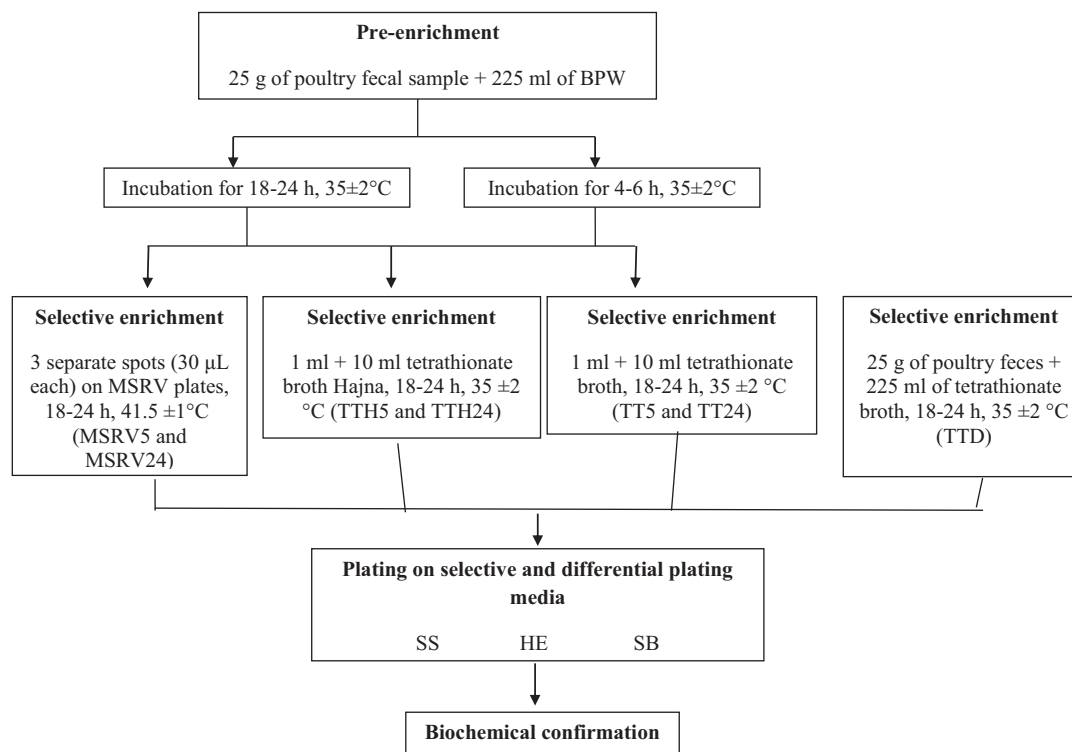 Pre-enrichment
25 g of poultry fecal sample + 225 ml of BPW
Incubation for 18-24 h, 35±2°C
Incubation for 4-6 h, 35±2°C
Selective enrichment
3 separate spots (30 µL
each) on MSRV plates,
18-24 h, 41.5 ±1°C
(MSRV5 and
MSRV24)
Selective enrichment
1 ml + 10 ml tetrathionate
broth Hajna, 18-24 h, 35 ±2
°C (TTH5 and TTH24)
Selective enrichment
1 ml + 10 ml tetrathionate
broth, 18-24 h, 35 ±2 °C
(TT5 and TT24)
Selective enrichment
25 g of poultry feces +
225 ml of tetrathionate
broth, 18-24 h, 35 ±2 °C
(TTD)
Plating on selective and differential plating
media
SS HE SB
Biochemical confirmation